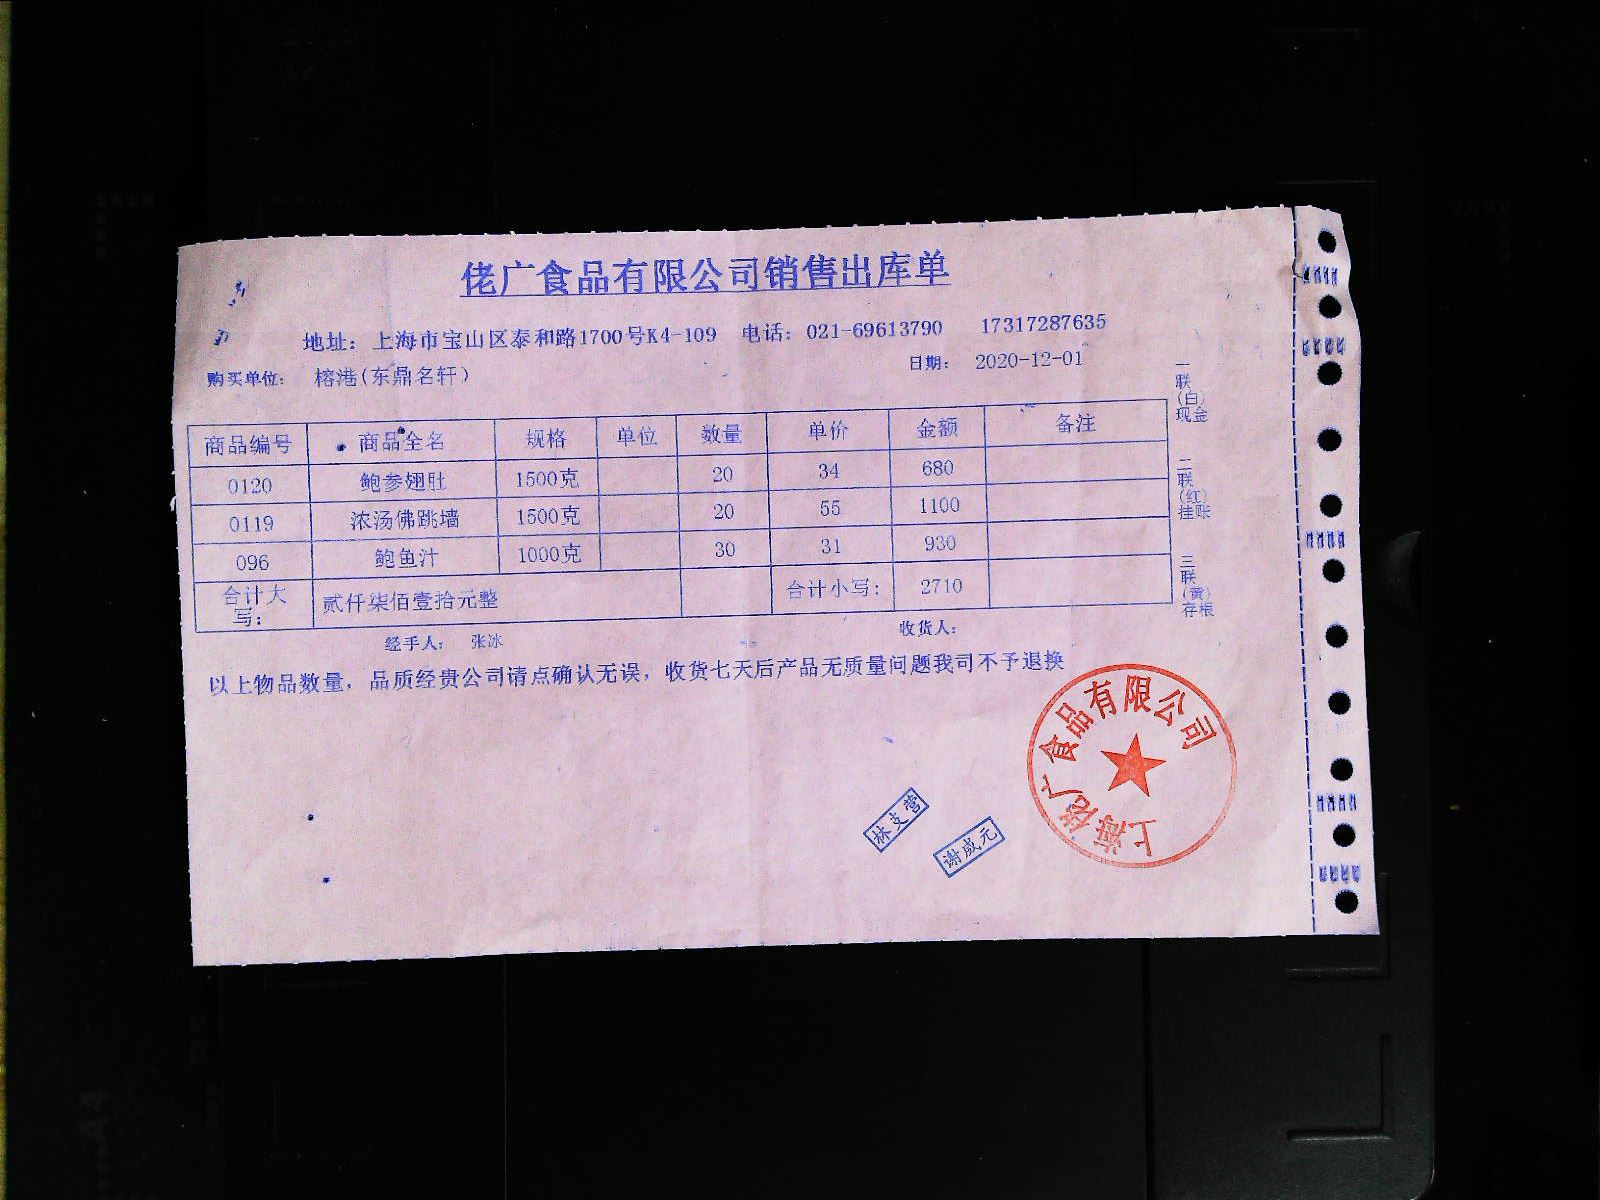 佬广食品有限公司销售出库单
地址：上海市宝山区泰和路1700号K4-109 电话：021-69613790 17317287635
购买单位： 榕港(东鼎名轩) 日期： 2020-12-01
商品编号 商品全名 规格 单位 数量 单价 金额 备注
0120 鲍参翅肚 1500克 20 34 680
0119 浓汤佛跳墙 1500克 20 55 1100
096 鲍鱼汁 1000克 30 31 930
合计大写： 贰仟柒佰壹拾元整 合计小写： 2710
经手人： 张冰 收货人：
以上物品数量，品质经贵公司请点确认无误，收货七天后产品无质量问题我司不予退换
一联(白)现金
二联(红)挂账
三联(黄)存根
上海佬广食品有限公司
林支营
谢咸元
A4